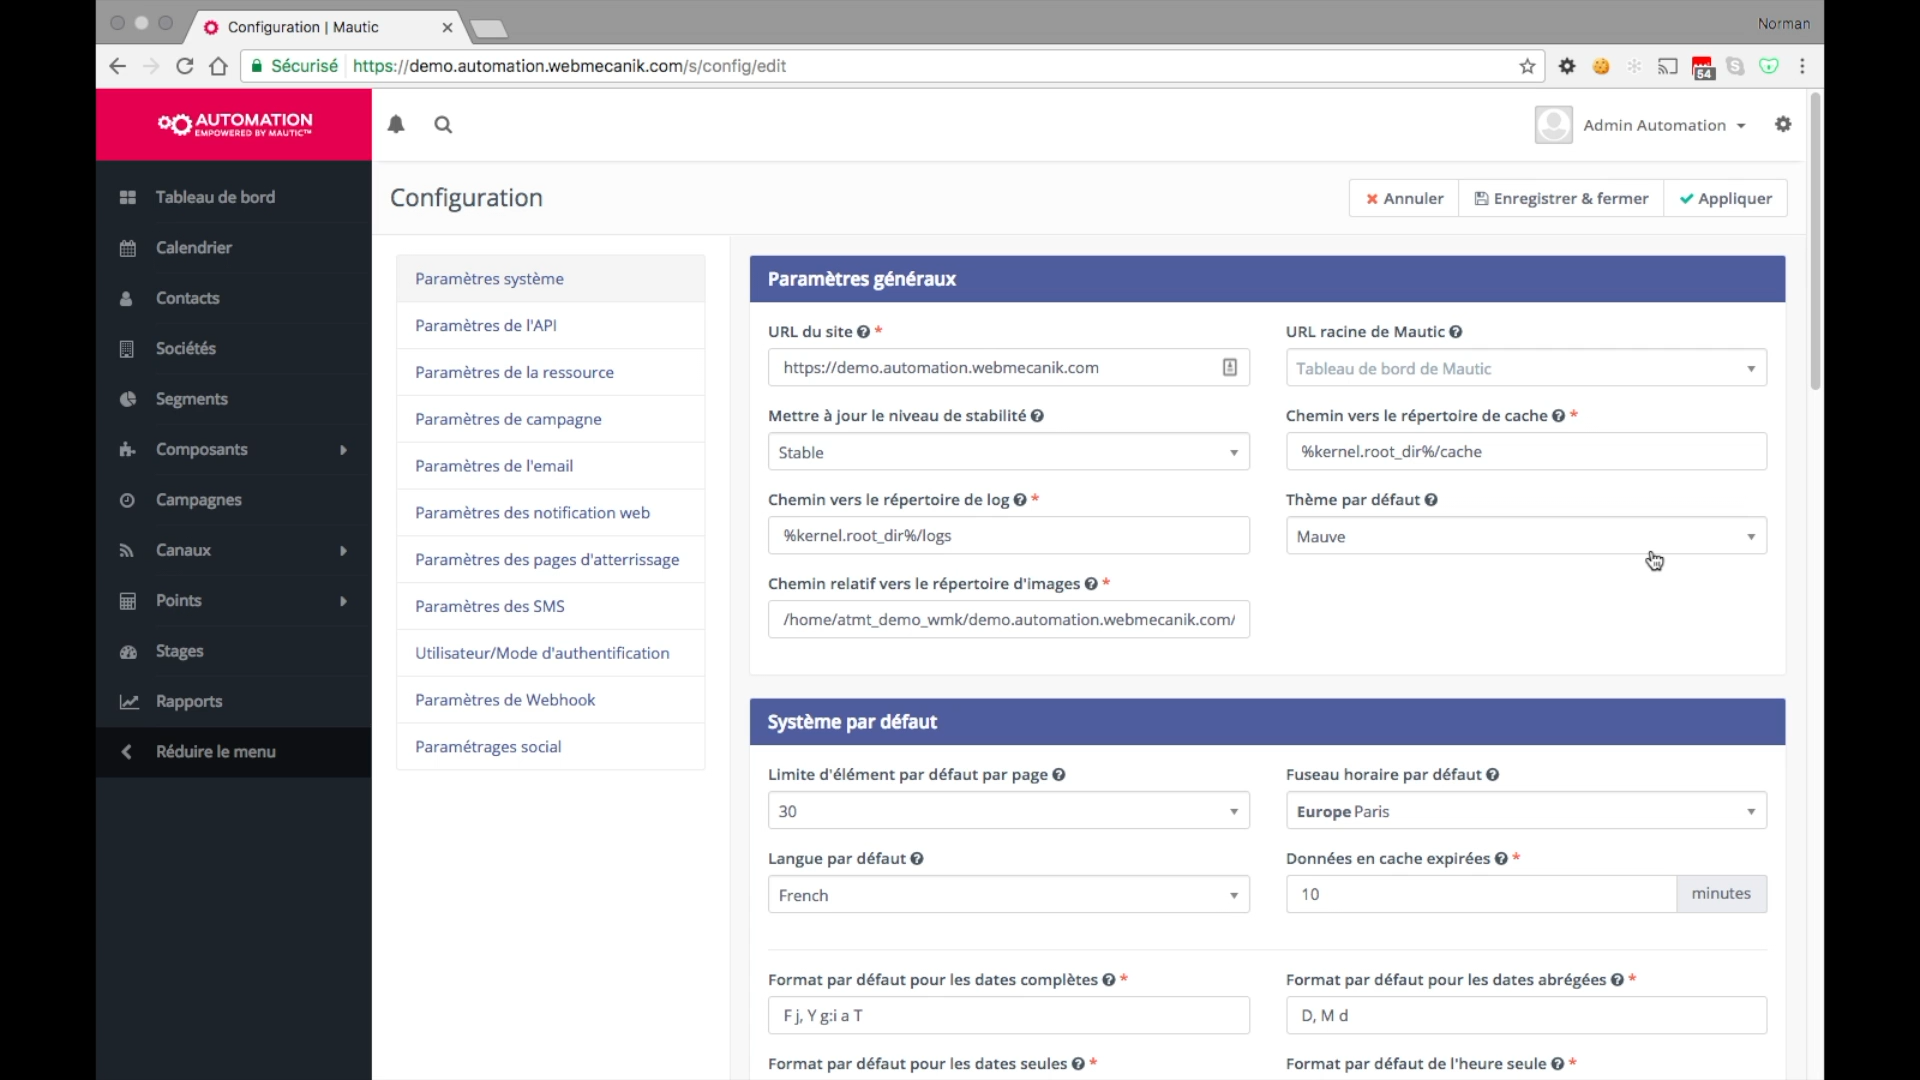 Configuration | Mautic
Norman
Sécurisé
https://demo.automation.webmecanik.com/s/config/edit
54
AUTOMATION
EMPOWERED BY MAUTIC™
Admin Automation
Tableau de bord
Calendrier
Contacts
Sociétés
Segments
Composants
Campagnes
Canaux
Points
Stages
Rapports
Réduire le menu
Configuration
Annuler
Enregistrer & fermer
Appliquer
Paramètres système
Paramètres de l'API
Paramètres de la ressource
Paramètres de campagne
Paramètres de l'email
Paramètres des notification web
Paramètres des pages d'atterrissage
Paramètres des SMS
Utilisateur/Mode d'authentification
Paramètres de Webhook
Paramétrages social
Paramètres généraux
URL du site *
https://demo.automation.webmecanik.com
URL racine de Mautic
Tableau de bord de Mautic
Mettre à jour le niveau de stabilité
Stable
Chemin vers le répertoire de cache *
%kernel.root_dir%/cache
Chemin vers le répertoire de log *
%kernel.root_dir%/logs
Thème par défaut
Mauve
Chemin relatif vers le répertoire d'images *
/home/atmt_demo_wmk/demo.automation.webmecanik.com/
Système par défaut
Limite d'élément par défaut par page
30
Fuseau horaire par défaut
Europe Paris
Langue par défaut
French
Données en cache expirées *
10
minutes
Format par défaut pour les dates complètes *
F j, Y g:i a T
Format par défaut pour les dates abrégées *
D, M d
Format par défaut pour les dates seules *
Format par défaut de l'heure seule *